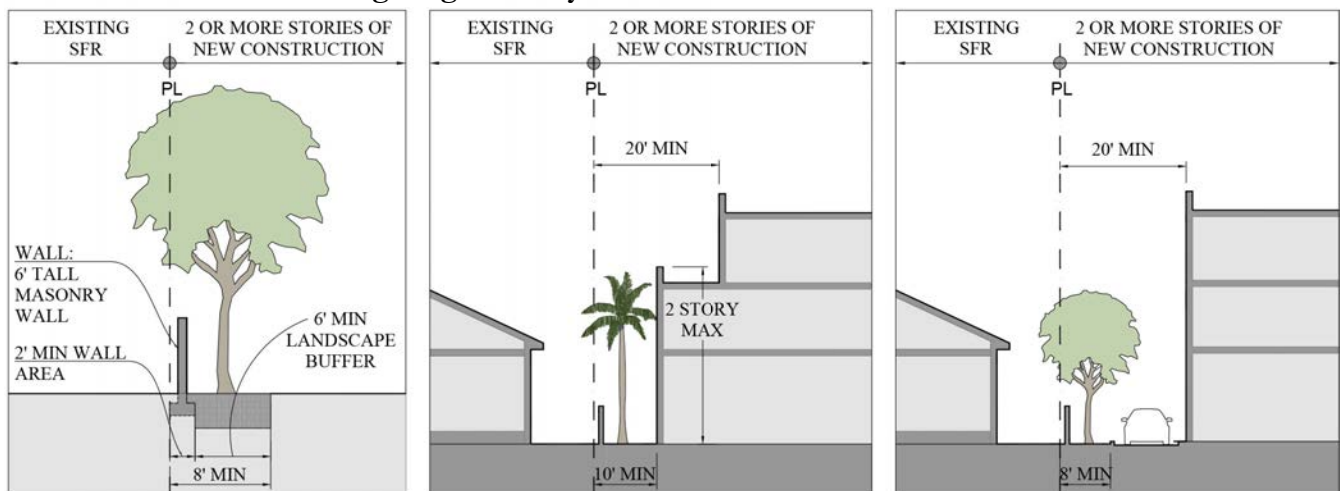 EXISTING
SFR
2 OR MORE STORIES OF
NEW CONSTRUCTION
PL
WALL:
6' TALL
MASONRY
WALL
2' MIN WALL
AREA
6' MIN
LANDSCAPE
BUFFER
8' MIN
EXISTING
SFR
2 OR MORE STORIES OF
NEW CONSTRUCTION
PL
20' MIN
2 STORY
MAX
10' MIN
EXISTING
SFR
2 OR MORE STORIES OF
NEW CONSTRUCTION
PL
20' MIN
8' MIN